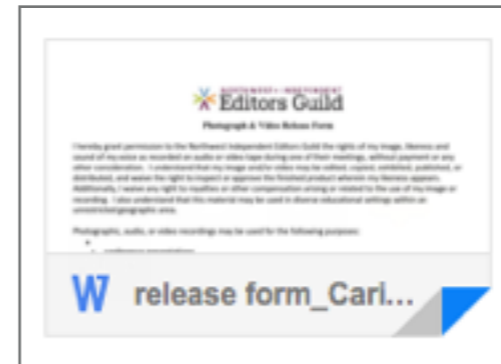 NORTHWEST INDEPENDENT
Editors Guild
Photograph & Video Release Form
I hereby grant permission to the Northwest Independent Editors Guild the rights of my image, likeness and
sound of my voice as recorded on audio or video tape during one of their meetings, without payment or any
other consideration. I understand that my image and/or video may be edited, copied, exhibited, published, or
distributed, and waive the right to inspect or approve the finished product wherein my likeness appears.
Additionally, I waive any right to royalties or other compensation arising or related to the use of my image or
recording. I also understand that this material may be used in diverse educational settings within an
unrestricted geographic area.
Photographic, audio, or video recordings may be used for the following purposes:
W release form_Cari...